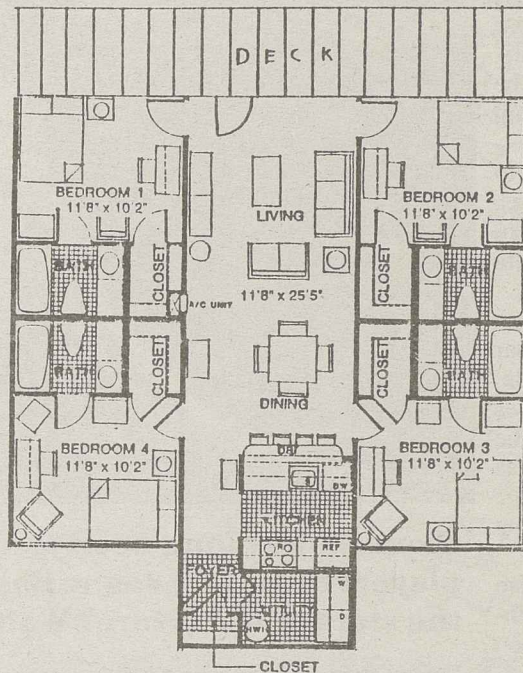 DECK
BEDROOM 1
11'8" x 10'2"
LIVING
BEDROOM 2
11'8" x 10'2"
BATH
CLOSET
11'8" x 25'5"
A/C UNIT
CLOSET
BATH
BATH
CLOSET
DINING
CLOSET
BATH
BEDROOM 4
11'8" x 10'2"
BAR
BEDROOM 3
11'8" x 10'2"
DW
KITCHEN
REF
FOYER
UTILITY
W
D
CLOSET